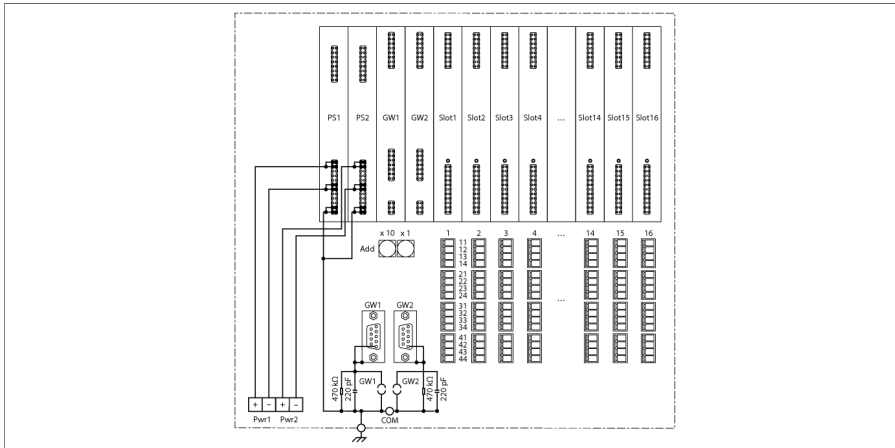 PS1 PS2 GW1 GW2 Slot1 Slot2 Slot3 Slot4 ... Slot14 Slot15 Slot16
x 10 x 1 1 2 3 4 ... 14 15 16
Add
11
12
13
14
21
22
23
24
...
31
32
33
34
41
42
43
44
GW1 GW2
470 kΩ
220 pF
GW1 GW2
470 kΩ
220 pF
+ − + −
Pwr1 Pwr2
COM